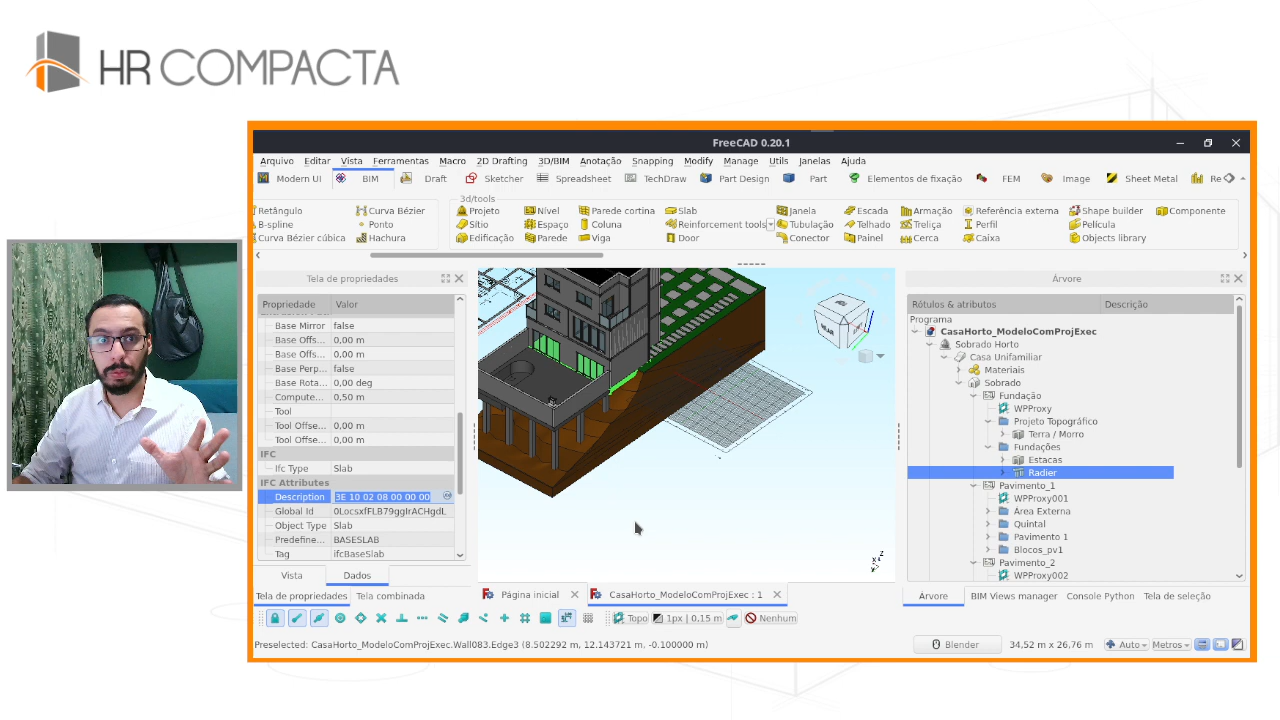 HR COMPACTA
FreeCAD 0.20.1
Arquivo Editar Vista Ferramentas Macro 2D Drafting 3D/BIM Anotação Snapping Modify Manage Utils Janelas Ajuda
Modern UI BIM Draft Sketcher Spreadsheet TechDraw Part Design Part Elementos de fixação FEM Image Sheet Metal Re
3d/tools
Retângulo Curva Bézier Projeto Nível Parede cortina Slab Janela Escada Armação Referência externa Shape builder Componente
B-spline Ponto Sítio Espaço Coluna Reinforcement tools Tubulação Telhado Treliça Perfil Película
Curva Bézier cúbica Hachura Edificação Parede Viga Door Conector Painel Cerca Caixa Objects library
Tela de propriedades
Propriedade Valor
Base Mirror false
Base Offs... 0,00 m
Base Offs... 0,00 m
Base Perp... false
Base Rota... 0,00 deg
Compute... 0,50 m
Tool
Tool Offse... 0,00 m
Tool Offse... 0,00 m
IFC
Ifc Type Slab
IFC Attributes
Description 3E 10 02 08 00 00 00
Global Id 0LocsxfFLB79ggIrACHgdL
Object Type Slab
Predefine... BASESLAB
Tag ifcBaseSlab
Vista Dados
Tela de propriedades Tela combinada
REAR
Z
X
Y
Página inicial CasaHorto_ModeloComProjExec : 1
Árvore
Rótulos & atributos Descrição
Programa
CasaHorto_ModeloComProjExec
Sobrado Horto
Casa Unifamiliar
Materiais
Sobrado
Fundação
WPProxy
Projeto Topográfico
Terra / Morro
Fundações
Estacas
Radier
Pavimento_1
WPProxy001
Área Externa
Quintal
Pavimento 1
Blocos_pv1
Pavimento_2
WPProxy002
Árvore BIM Views manager Console Python Tela de seleção
Topo 1px | 0,15 m Nenhum
Preselected: CasaHorto_ModeloComProjExec.Wall083.Edge3 (8.502292 m, 12.143721 m, -0.100000 m)
Blender 34,52 m x 26,76 m Auto Metros